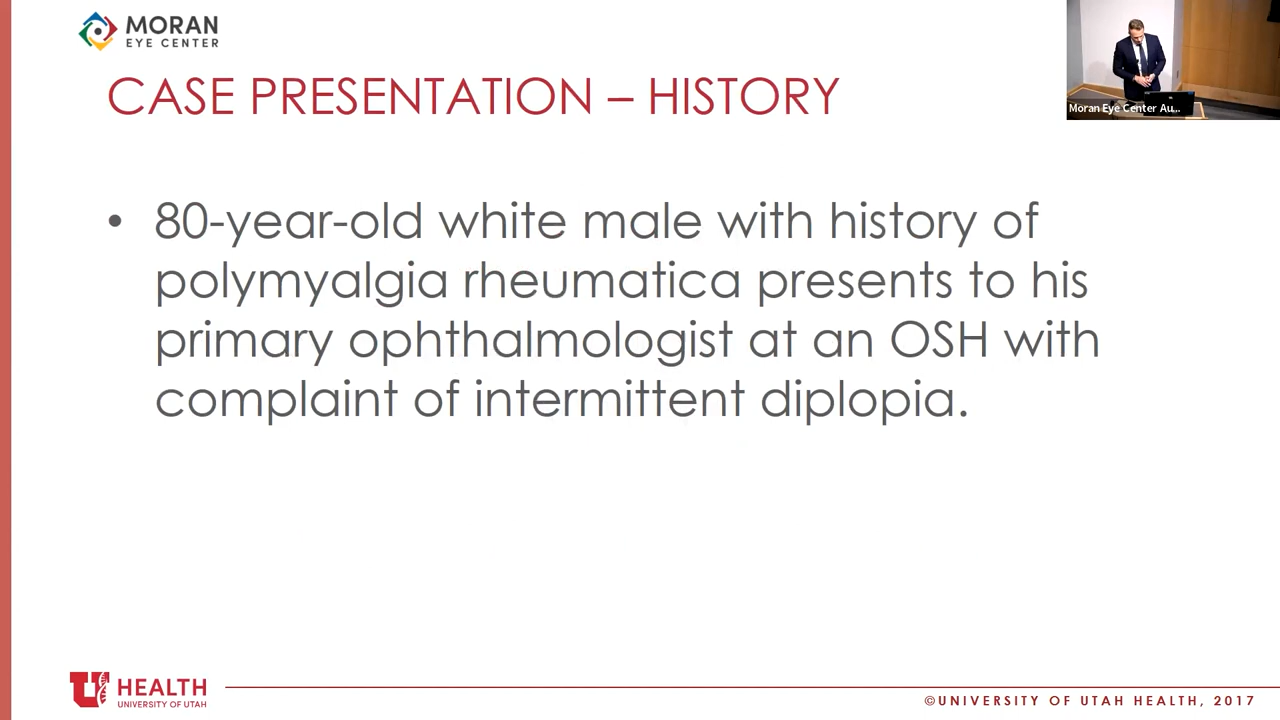 MORAN
EYE CENTER
CASE PRESENTATION – HISTORY
Moran Eye Center Au...
• 80-year-old white male with history of
polymyalgia rheumatica presents to his
primary ophthalmologist at an OSH with
complaint of intermittent diplopia.
U HEALTH
UNIVERSITY OF UTAH
©UNIVERSITY OF UTAH HEALTH, 2017